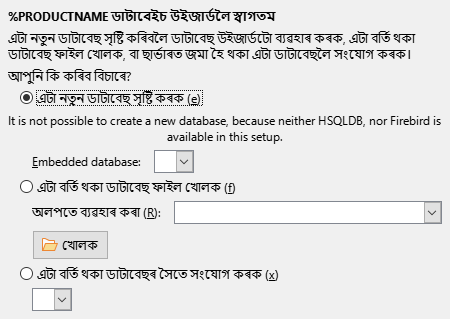 %PRODUCTNAME ডাটাবেইচ উইজাৰ্ডলৈ স্বাগতম
এটা নতুন ডাটাবেছ সৃষ্টি কৰিবলৈ ডাটাবেছ উইজাৰ্ডটো ব্যৱহাৰ কৰক, এটা বৰ্তি থকা
ডাটাবেছ ফাইল খোলক, বা ছাৰ্ভাৰত জমা হৈ থকা এটা ডাটাবেছলৈ সংযোগ কৰক।
আপুনি কি কৰিব বিচাৰে?
এটা নতুন ডাটাবেছ সৃষ্টি কৰক (e)
It is not possible to create a new database, because neither HSQLDB, nor Firebird is
available in this setup.
Embedded database:
এটা বৰ্তি থকা ডাটাবেছ ফাইল খোলক (f)
অলপতে ব্যৱহাৰ কৰা (R):
খোলক
এটা বৰ্তি থকা ডাটাবেছৰ সৈতে সংযোগ কৰক (x)